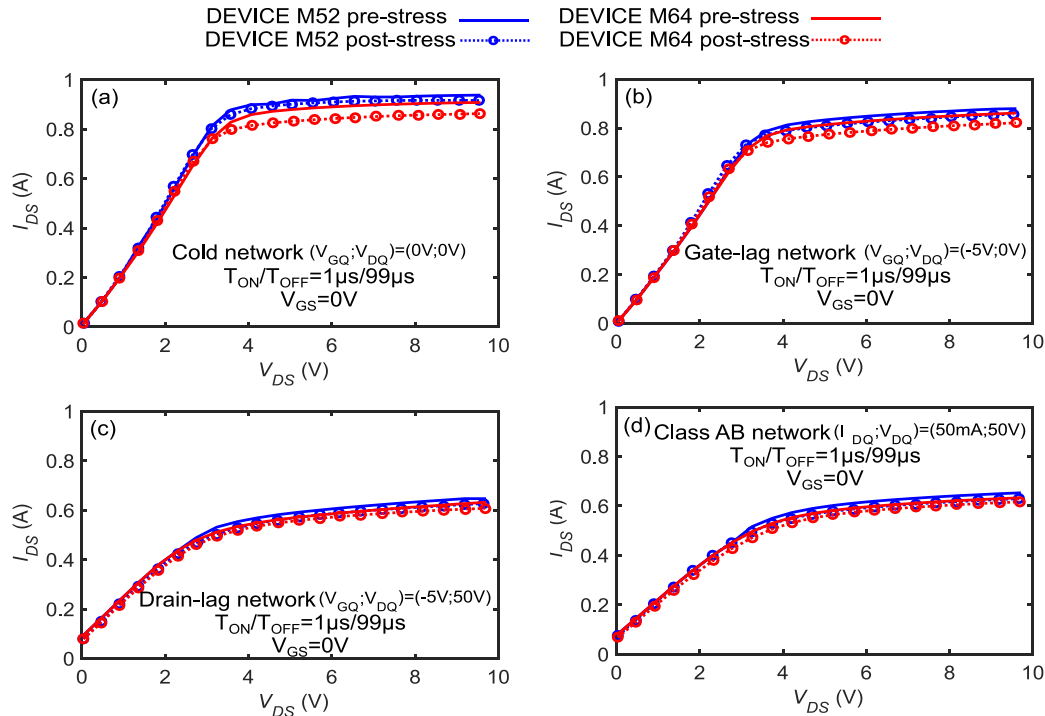 DEVICE M52 pre-stress
DEVICE M64 pre-stress
DEVICE M52 post-stress
DEVICE M64 post-stress
(a)
I_DS (A)
1
0.8
0.6
0.4
0.2
0
Cold network (V_GQ;V_DQ)=(0V;0V)
T_ON/T_OFF=1µs/99µs
V_GS=0V
0 2 4 6 8 10
V_DS (V)
(b)
I_DS (A)
1
0.8
0.6
0.4
0.2
0
Gate-lag network (V_GQ;V_DQ)=(-5V;0V)
T_ON/T_OFF=1µs/99µs
V_GS=0V
0 2 4 6 8 10
V_DS (V)
(c)
I_DS (A)
1
0.8
0.6
0.4
0.2
0
Drain-lag network (V_GQ;V_DQ)=(-5V;50V)
T_ON/T_OFF=1µs/99µs
V_GS=0V
0 2 4 6 8 10
V_DS (V)
(d)
Class AB network (I_DQ;V_DQ)=(50mA;50V)
T_ON/T_OFF=1µs/99µs
V_GS=0V
I_DS (A)
1
0.8
0.6
0.4
0.2
0
0 2 4 6 8 10
V_DS (V)